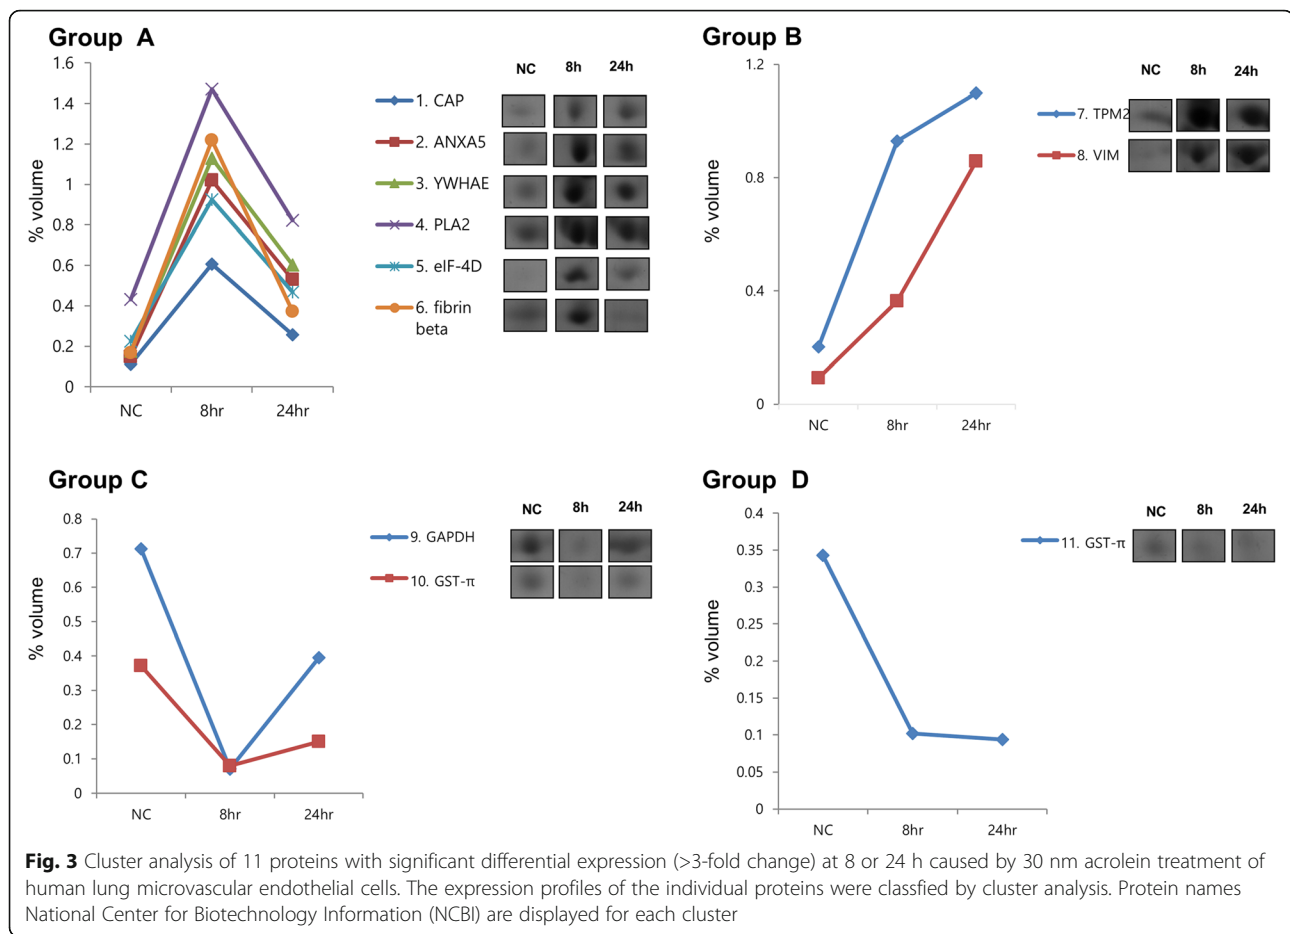 Group A
1.6
1.4
1.2
1
0.8
0.6
0.4
0.2
0
% volume
NC
8hr
24hr
1. CAP
2. ANXA5
3. YWHAE
4. PLA2
5. eIF-4D
6. fibrin
beta
NC 8h 24h
Group B
1.2
0.8
0.4
0
% volume
NC
8hr
24hr
7. TPM2
8. VIM
NC 8h 24h
Group C
0.8
0.7
0.6
0.5
0.4
0.3
0.2
0.1
0
% volume
NC
8hr
24hr
9. GAPDH
10. GST-π
NC 8h 24h
Group D
0.4
0.35
0.3
0.25
0.2
0.15
0.1
0.05
0
% volume
NC
8hr
24hr
11. GST-π
NC 8h 24h
Fig. 3 Cluster analysis of 11 proteins with significant differential expression (>3-fold change) at 8 or 24 h caused by 30 nm acrolein treatment of
human lung microvascular endothelial cells. The expression profiles of the individual proteins were classfied by cluster analysis. Protein names
National Center for Biotechnology Information (NCBI) are displayed for each cluster